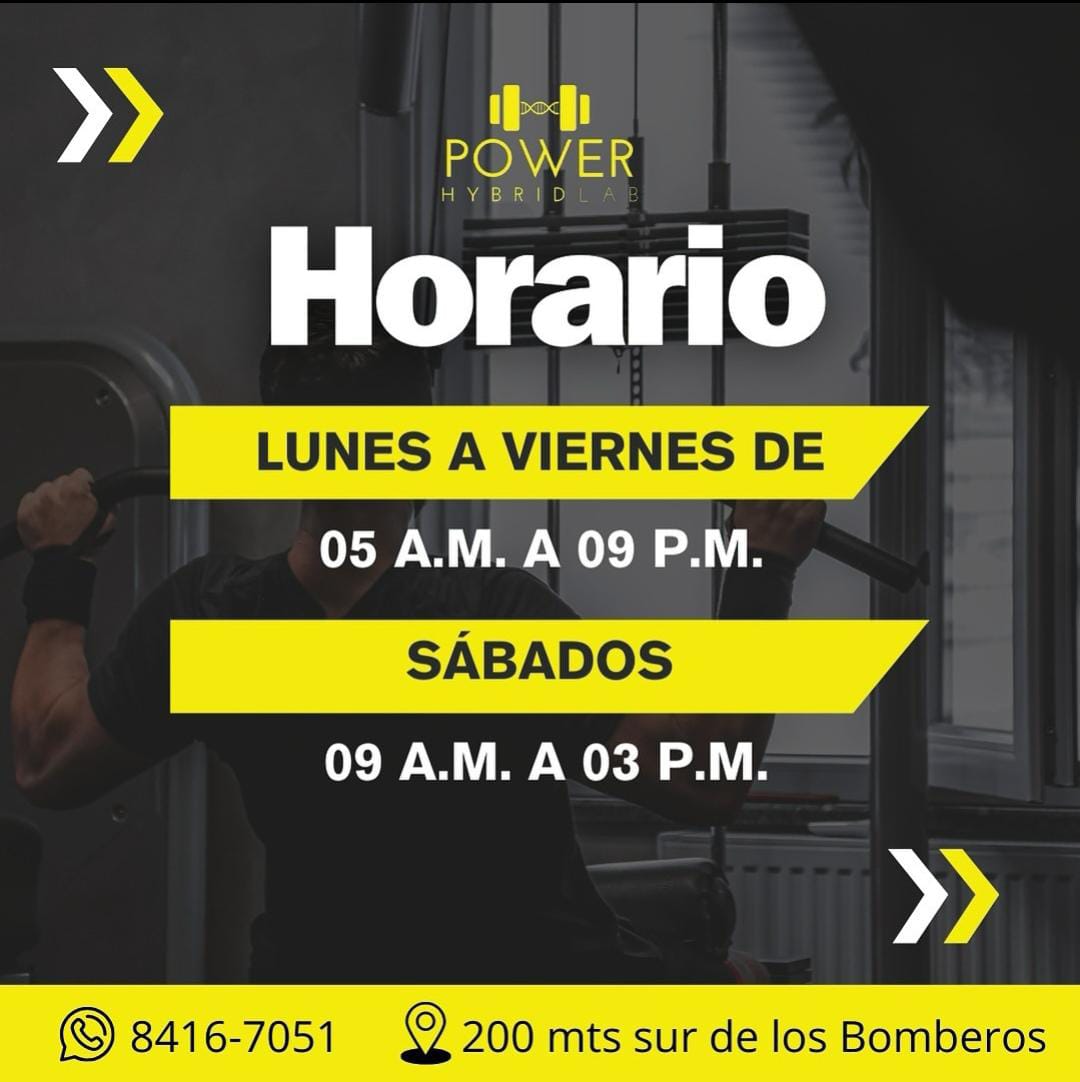 POWER
HYBRIDLAB
Horario
LUNES A VIERNES DE
05 A.M. A 09 P.M.
SÁBADOS
09 A.M. A 03 P.M.
8416-7051
200 mts sur de los Bomberos